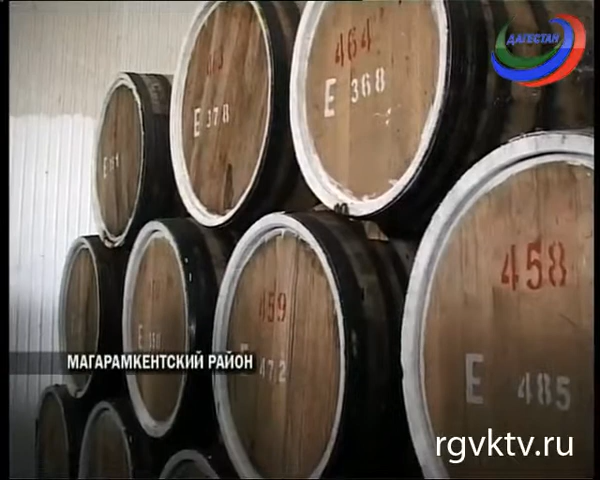 ДАГЕСТАН
464
E 368
E 378
458
E 485
459
472
МАГАРАМКЕНТСКИЙ РАЙОН
rgvktv.ru